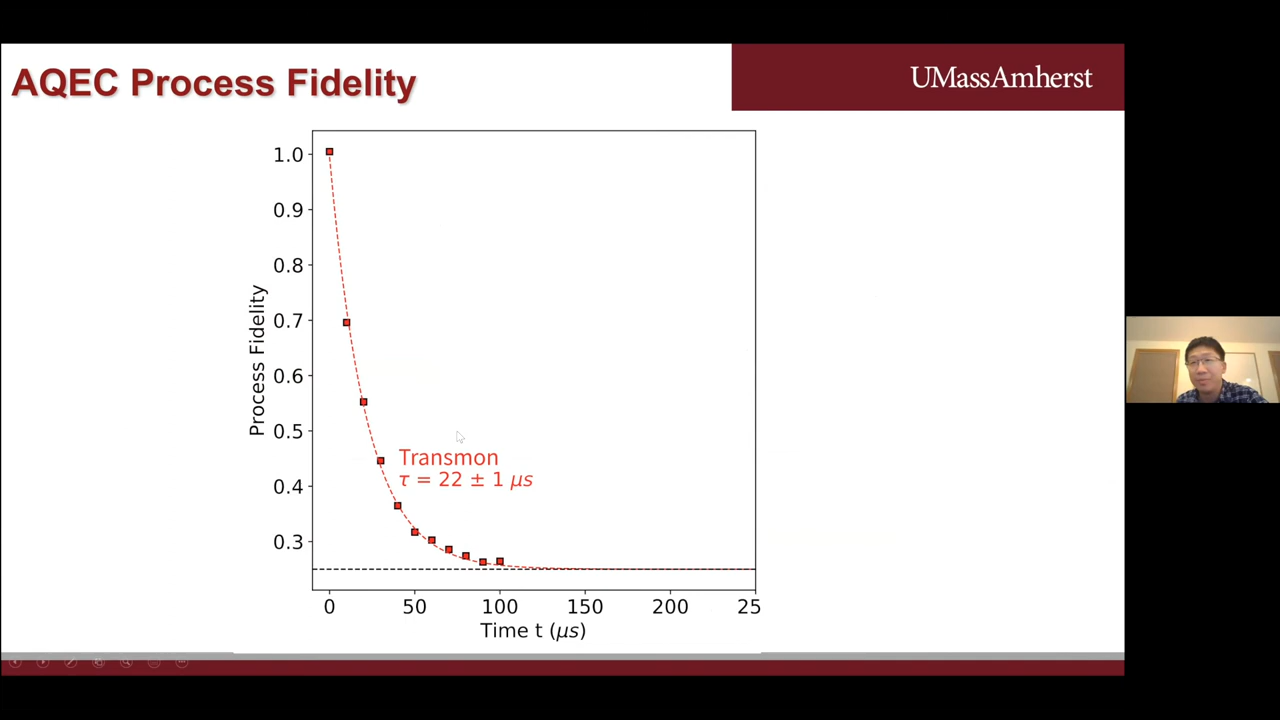 AQEC Process Fidelity
UMassAmherst
1.0
0.9
0.8
0.7
0.6
0.5
0.4
0.3
Process Fidelity
Transmon
τ = 22 ± 1 μs
0 50 100 150 200 25
Time t (μs)